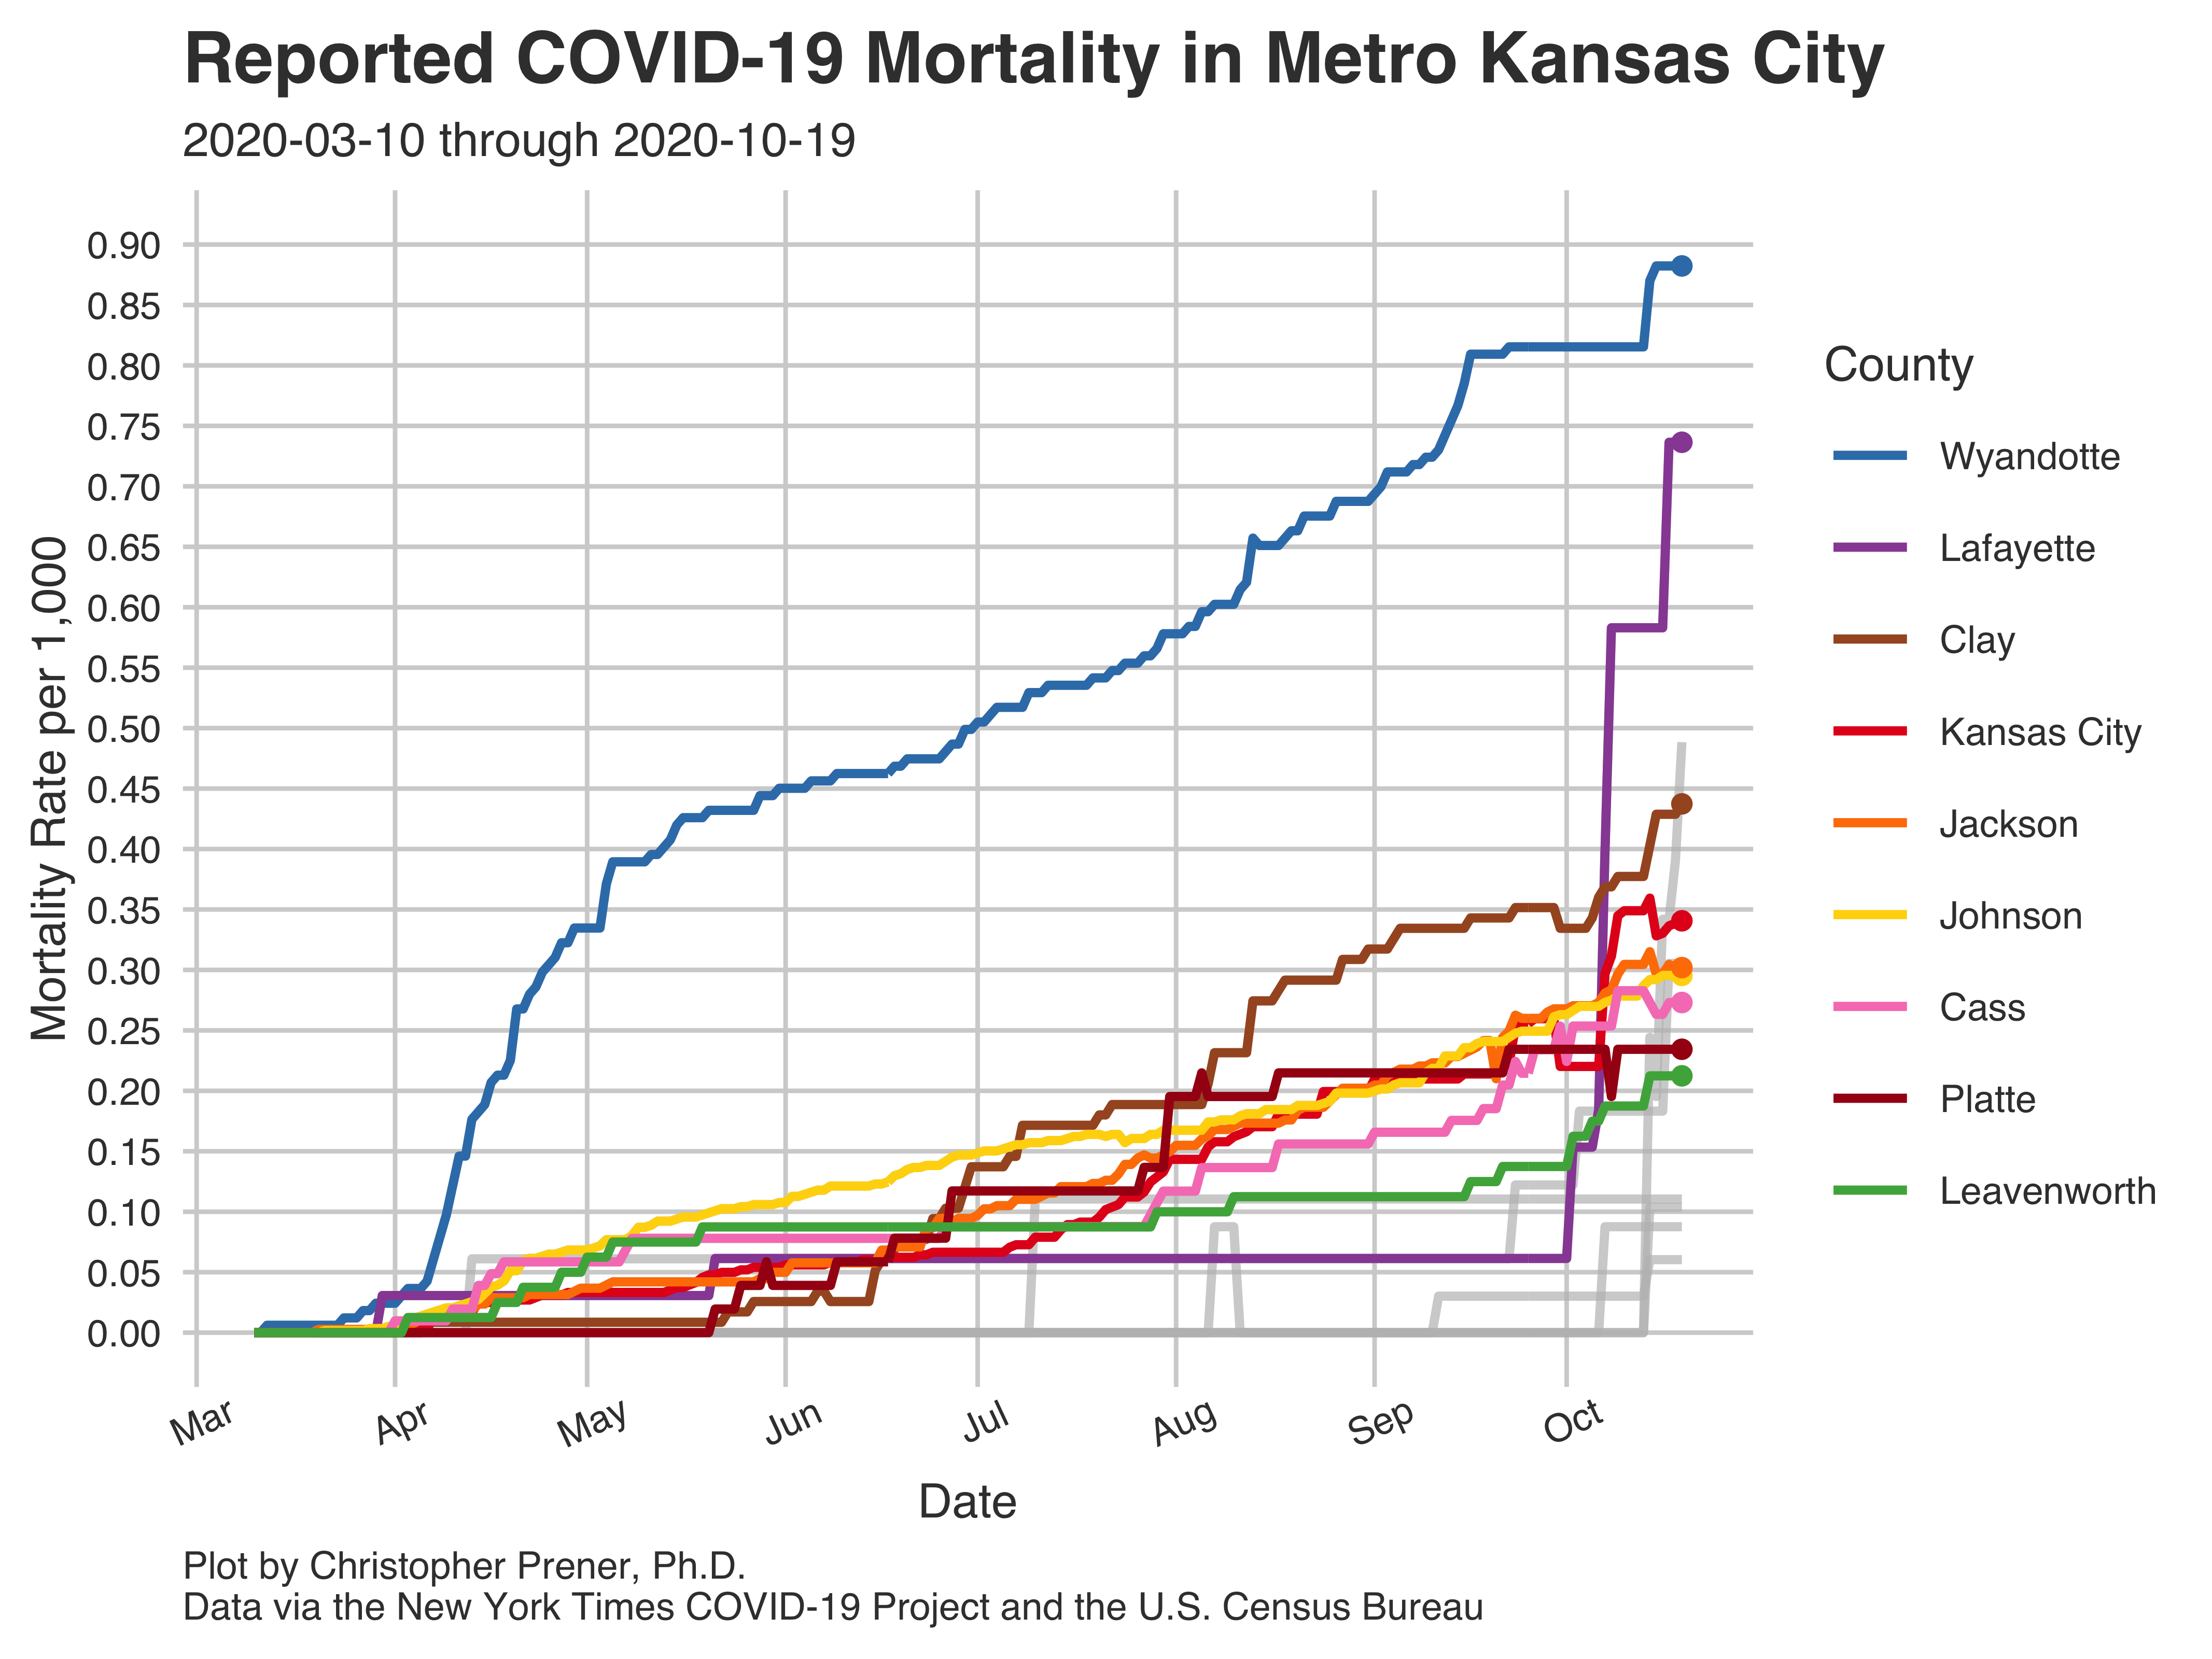 Reported COVID-19 Mortality in Metro Kansas City
2020-03-10 through 2020-10-19
Mortality Rate per 1,000
0.90
0.85
0.80
0.75
0.70
0.65
0.60
0.55
0.50
0.45
0.40
0.35
0.30
0.25
0.20
0.15
0.10
0.05
0.00
Mar Apr May Jun Jul Aug Sep Oct
Date
County
Wyandotte
Lafayette
Clay
Kansas City
Jackson
Johnson
Cass
Platte
Leavenworth
Plot by Christopher Prener, Ph.D.
Data via the New York Times COVID-19 Project and the U.S. Census Bureau